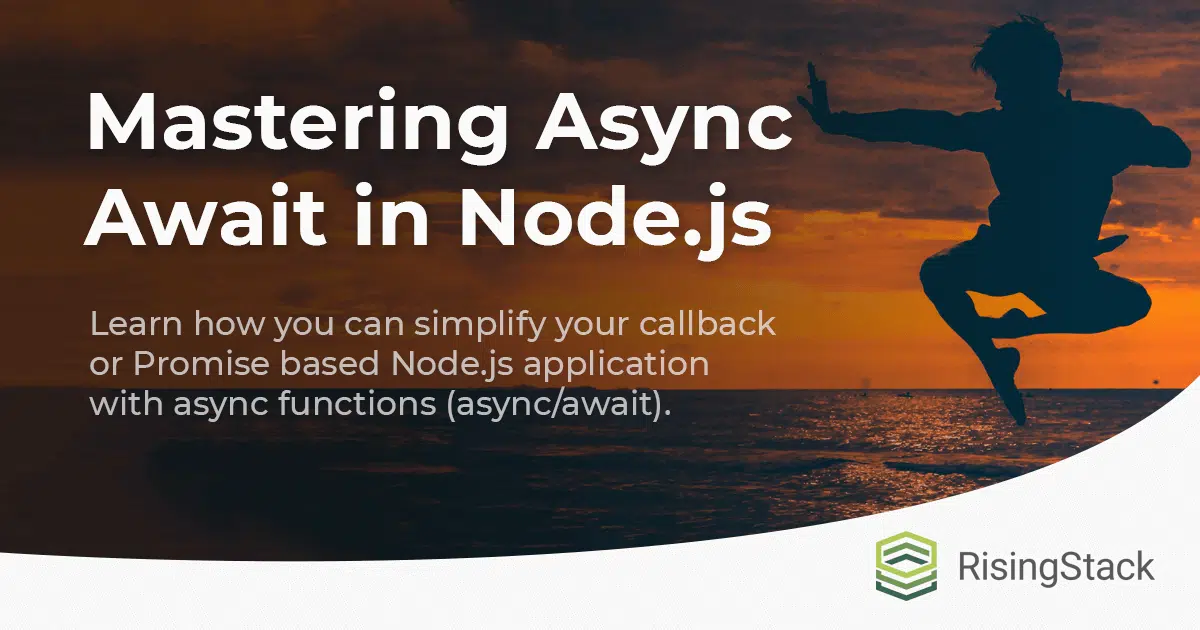 Mastering Async
Await in Node.js
Learn how you can simplify your callback
or Promise based Node.js application
with async functions (async/await).
RisingStack